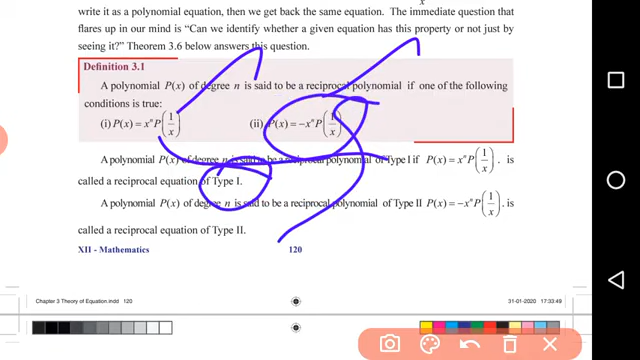 write it as a polynomial equation, then we get back the same equation. The immediate question that
flares up in our mind is "Can we identify whether a given equation has this property or not just by
seeing it?" Theorem 3.6 below answers this question.
Definition 3.1
A polynomial P(x) of degree n is said to be a reciprocal polynomial if one of the following
conditions is true:
(i) P(x) = xⁿP(1/x) (ii) P(x) = −xⁿP(1/x)
A polynomial P(x) of degree n is said to be a reciprocal polynomial of Type I if P(x) = xⁿP(1/x). is
called a reciprocal equation of Type I.
A polynomial P(x) of degree n is said to be a reciprocal polynomial of Type II P(x) = −xⁿP(1/x). is
called a reciprocal equation of Type II.
XII - Mathematics 120
Chapter 3 Theory of Equation.indd 120 31-01-2020 17:33:49